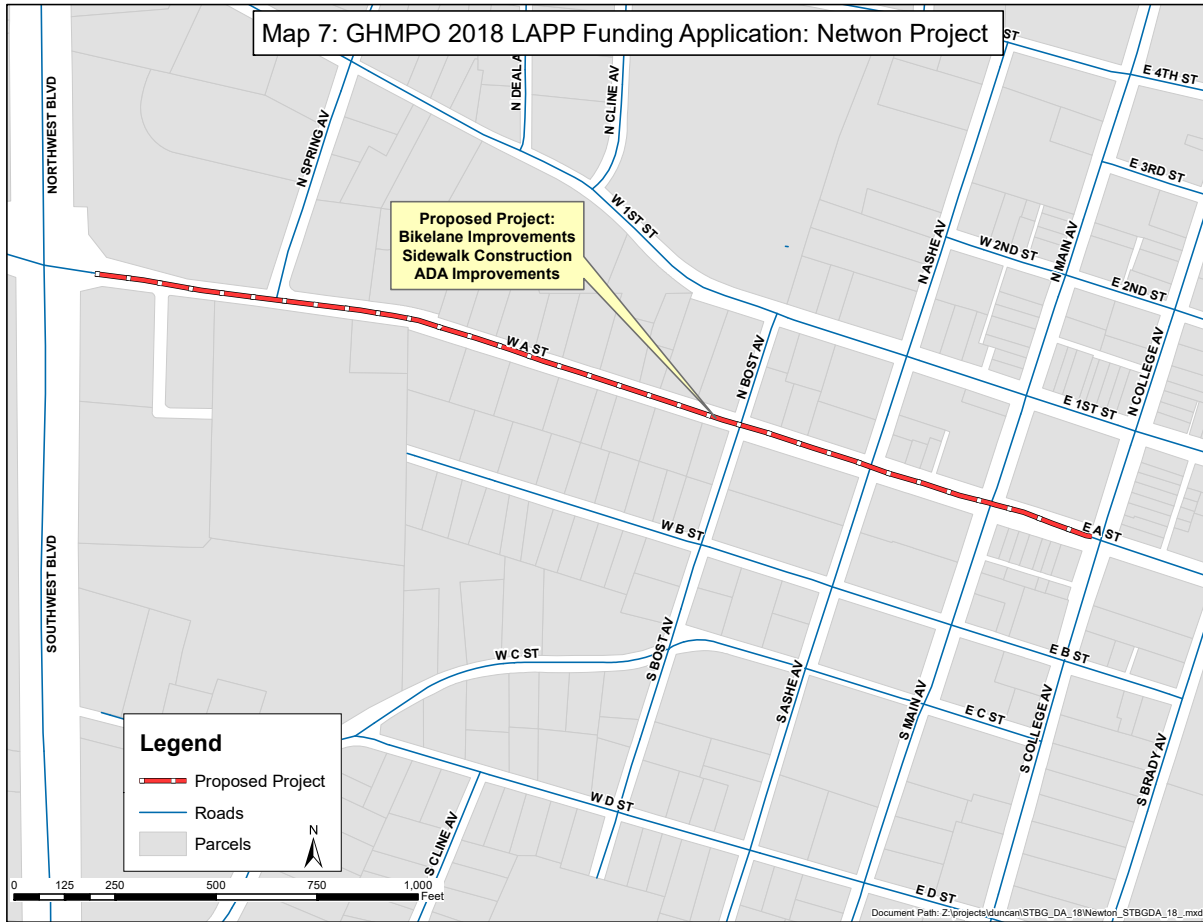 Map 7: GHMPO 2018 LAPP Funding Application: Netwon Project
ST
E 4TH ST
N DEAL A
N CLINE AV
NORTHWEST BLVD
N SPRING AV
E 3RD ST
W 1ST ST
Proposed Project:
Bikelane Improvements
Sidewalk Construction
ADA Improvements
N ASHE AV
W 2ND ST
N MAIN AV
E 2ND ST
W A ST
N BOST AV
N COLLEGE AV
E 1ST ST
E A ST
W B ST
SOUTHWEST BLVD
W C ST
S BOST AV
E B ST
S ASHE AV
S MAIN AV
E C ST
S COLLEGE AV
S BRADY AV
Legend
Proposed Project
Roads
Parcels
N
W D ST
S CLINE AV
E D ST
0 125 250 500 750 1,000
Feet
Document Path: Z:\projects\duncan\STBG_DA_18\Newton_STBGDA_18_.mxd